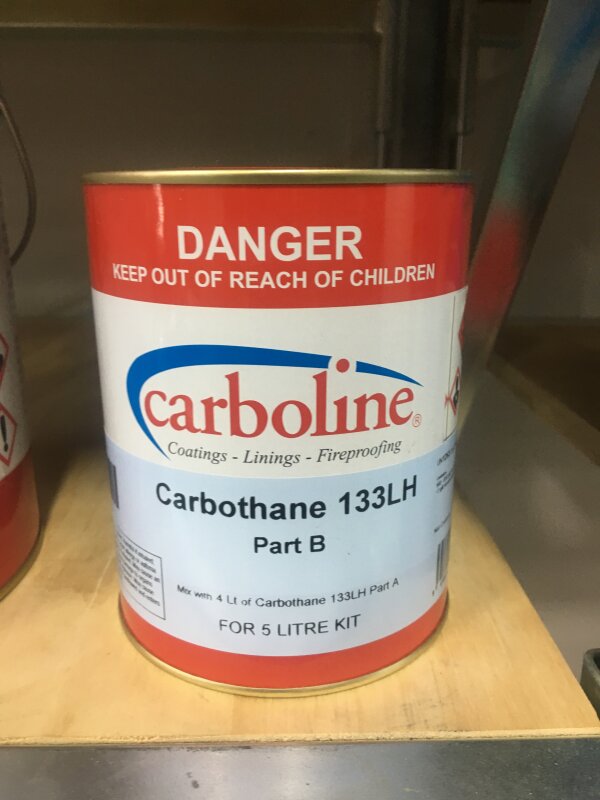 DANGER
KEEP OUT OF REACH OF CHILDREN
carboline®
Coatings - Linings - Fireproofing
Carbothane 133LH
Part B
Mix with 4 Lt of Carbothane 133LH Part A
FOR 5 LITRE KIT